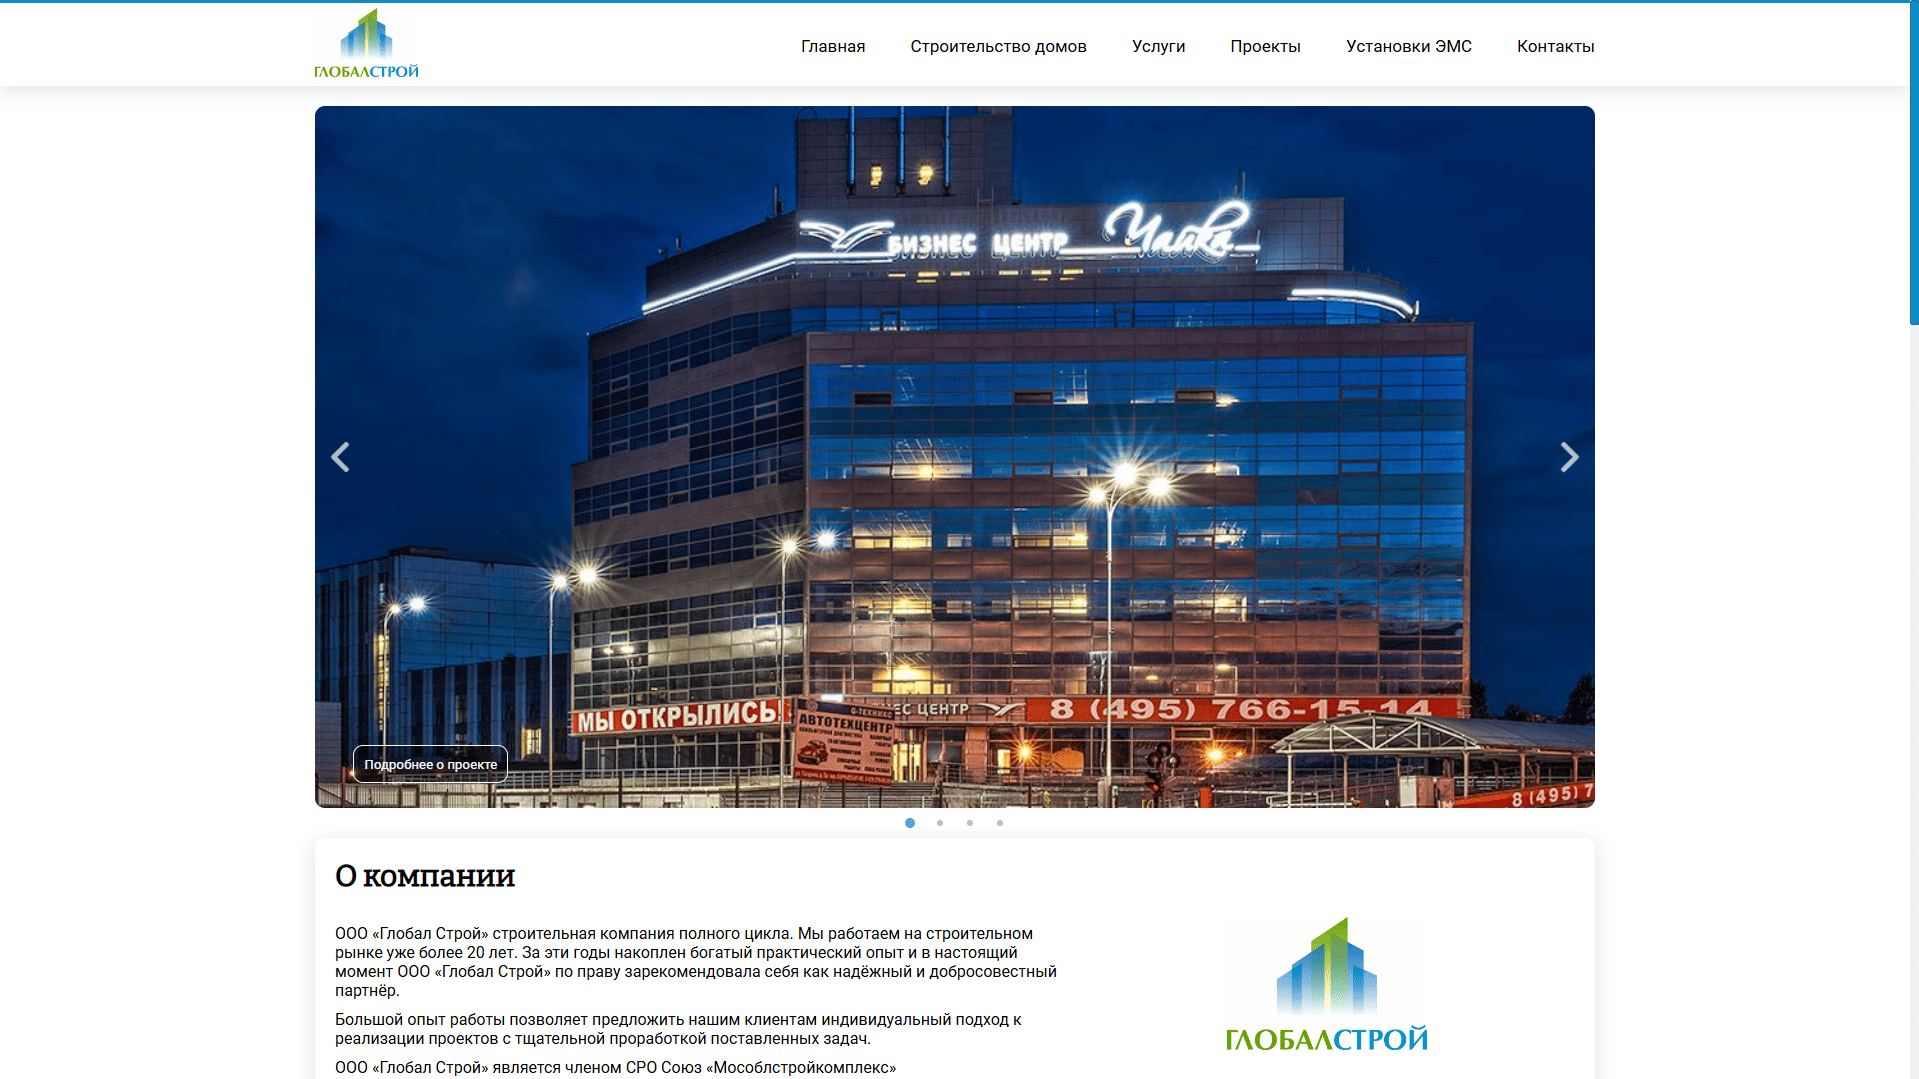 ГЛОБАЛСТРОЙ
Главная
Строительство домов
Услуги
Проекты
Установки ЭМС
Контакты
БИЗНЕС ЦЕНТР Чайка
МЫ ОТКРЫЛИСЬ!
ЕС ЦЕНТР
8 (495) 766-15-14
G-ТЕХНИКС
АВТОТЕХЦЕНТР
8 (495) 7
Подробнее о проекте
О компании
ООО «Глобал Строй» строительная компания полного цикла. Мы работаем на строительном
рынке уже более 20 лет. За эти годы накоплен богатый практический опыт и в настоящий
момент ООО «Глобал Строй» по праву зарекомендовала себя как надёжный и добросовестный
партнёр.
Большой опыт работы позволяет предложить нашим клиентам индивидуальный подход к
реализации проектов с тщательной проработкой поставленных задач.
ООО «Глобал Строй» является членом СРО Союз «Мособлстройкомплекс»
ГЛОБАЛСТРОЙ